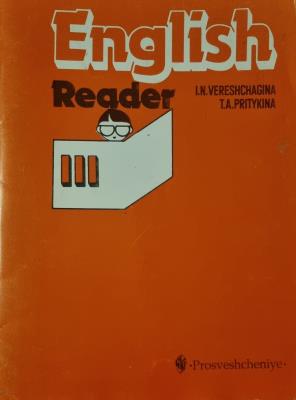 English
Reader
I.N.VERESHCHAGINA
T.A.PRITYKINA
III
·Prosveshcheniye·